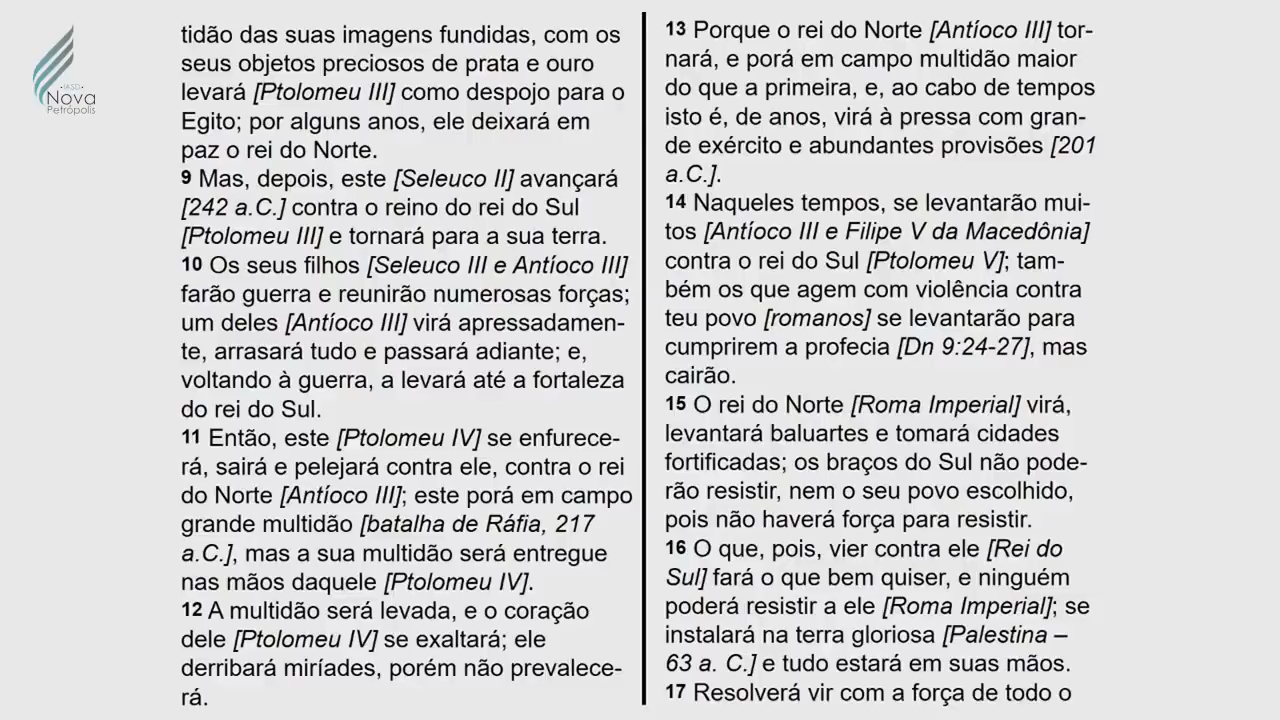 IASD
Nova
Petrópolis
tidão das suas imagens fundidas, com os
seus objetos preciosos de prata e ouro
levará [Ptolomeu III] como despojo para o
Egito; por alguns anos, ele deixará em
paz o rei do Norte.
9 Mas, depois, este [Seleuco II] avançará
[242 a.C.] contra o reino do rei do Sul
[Ptolomeu III] e tornará para a sua terra.
10 Os seus filhos [Seleuco III e Antíoco III]
farão guerra e reunirão numerosas forças;
um deles [Antíoco III] virá apressadamen-
te, arrasará tudo e passará adiante; e,
voltando à guerra, a levará até a fortaleza
do rei do Sul.
11 Então, este [Ptolomeu IV] se enfurece-
rá, sairá e pelejará contra ele, contra o rei
do Norte [Antíoco III]; este porá em campo
grande multidão [batalha de Ráfia, 217
a.C.], mas a sua multidão será entregue
nas mãos daquele [Ptolomeu IV].
12 A multidão será levada, e o coração
dele [Ptolomeu IV] se exaltará; ele
derribará miríades, porém não prevalece-
rá.
13 Porque o rei do Norte [Antíoco III] tor-
nará, e porá em campo multidão maior
do que a primeira, e, ao cabo de tempos
isto é, de anos, virá à pressa com gran-
de exército e abundantes provisões [201
a.C.].
14 Naqueles tempos, se levantarão mui-
tos [Antíoco III e Filipe V da Macedônia]
contra o rei do Sul [Ptolomeu V]; tam-
bém os que agem com violência contra
teu povo [romanos] se levantarão para
cumprirem a profecia [Dn 9:24-27], mas
cairão.
15 O rei do Norte [Roma Imperial] virá,
levantará baluartes e tomará cidades
fortificadas; os braços do Sul não pode-
rão resistir, nem o seu povo escolhido,
pois não haverá força para resistir.
16 O que, pois, vier contra ele [Rei do
Sul] fará o que bem quiser, e ninguém
poderá resistir a ele [Roma Imperial]; se
instalará na terra gloriosa [Palestina –
63 a. C.] e tudo estará em suas mãos.
17 Resolverá vir com a força de todo o